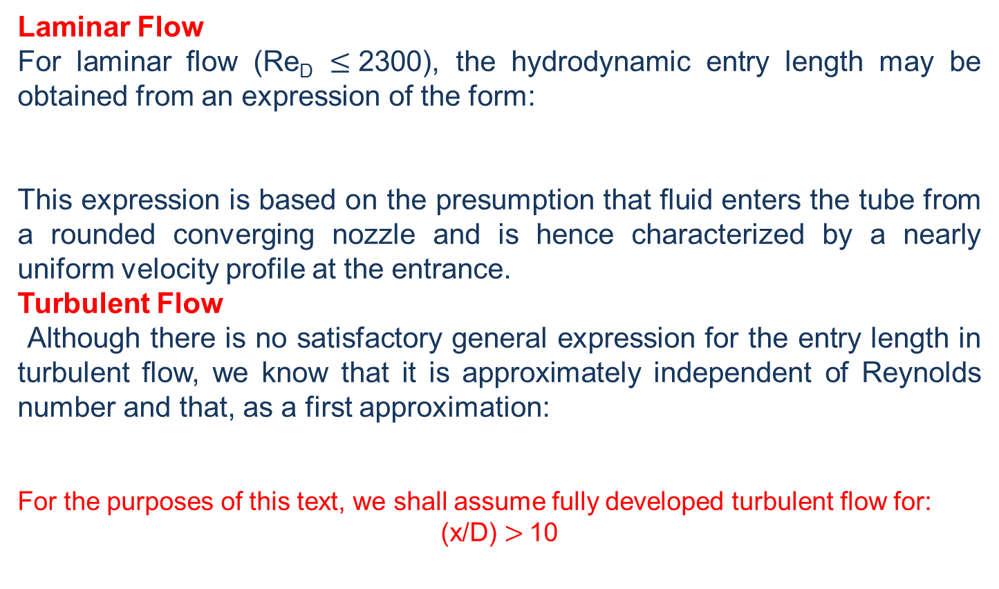 Laminar Flow
For laminar flow (Re_D ≤ 2300), the hydrodynamic entry length may be
obtained from an expression of the form:
This expression is based on the presumption that fluid enters the tube from
a rounded converging nozzle and is hence characterized by a nearly
uniform velocity profile at the entrance.
Turbulent Flow
Although there is no satisfactory general expression for the entry length in
turbulent flow, we know that it is approximately independent of Reynolds
number and that, as a first approximation:
For the purposes of this text, we shall assume fully developed turbulent flow for:
(x/D) > 10